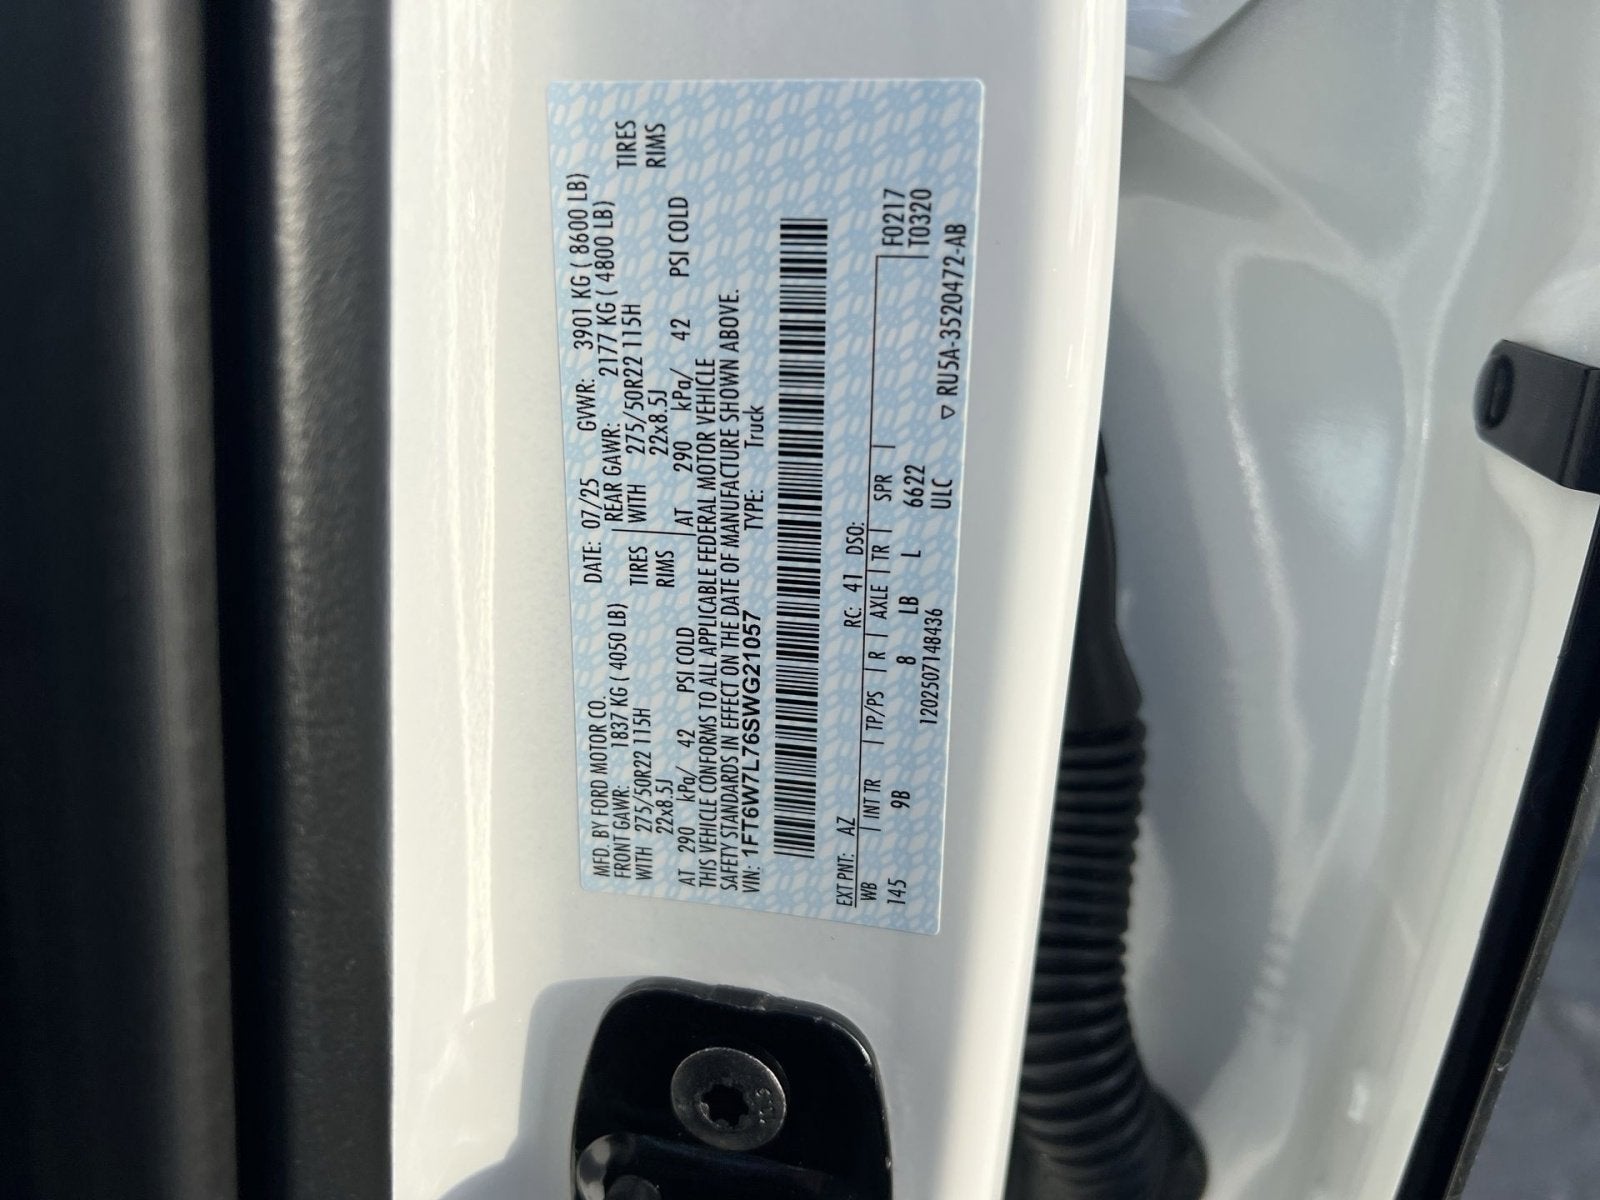 MFD. BY FORD MOTOR CO. DATE: 07/25 GVWR: 3901 KG ( 8600 LB)
FRONT GAWR: 1837 KG ( 4050 LB) REAR GAWR: 2177 KG ( 4800 LB)
WITH 275/50R22 115H TIRES WITH 275/50R22 115H TIRES
22x8.5J RIMS 22x8.5J RIMS
AT 290 kPa/ 42 PSI COLD AT 290 kPa/ 42 PSI COLD
THIS VEHICLE CONFORMS TO ALL APPLICABLE FEDERAL MOTOR VEHICLE
SAFETY STANDARDS IN EFFECT ON THE DATE OF MANUFACTURE SHOWN ABOVE.
VIN: 1FT6W7L76SWG21057 TYPE: Truck
EXT PNT: AZ RC: 41 DSO:
WB INT TR TP/PS R AXLE TR SPR F0217
145 9B 8 LB L 6622 T0320
1202507148436 ULC
▽ RU5A-3520472-AB